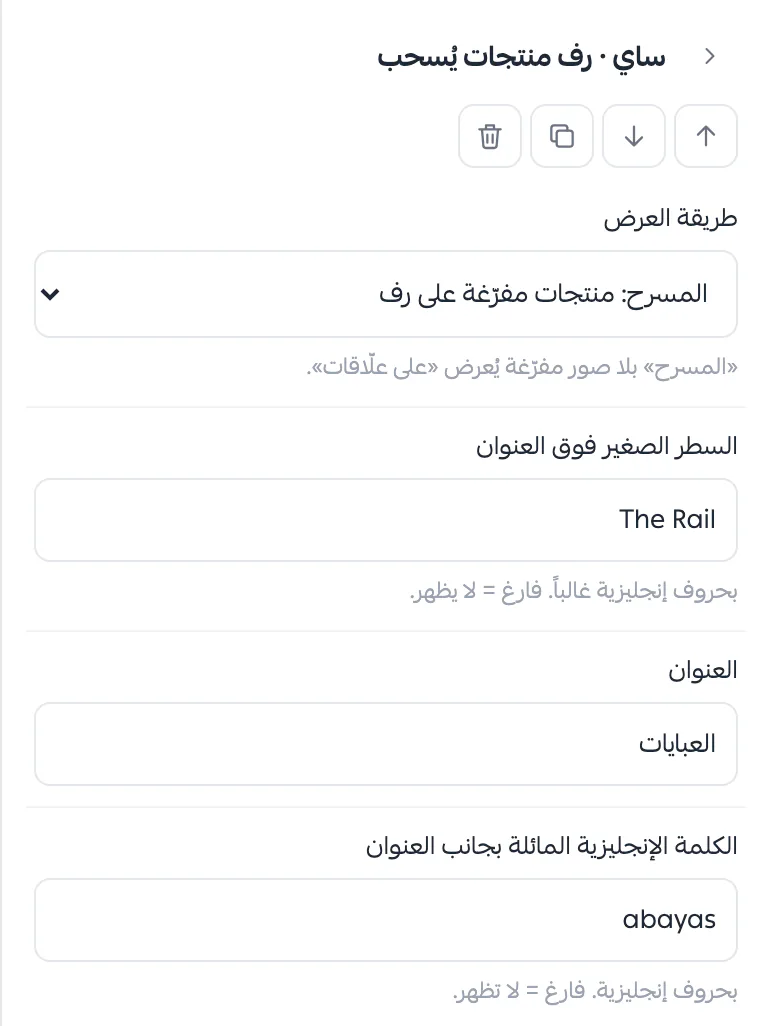 ساي · رف منتجات يُسحب
طريقة العرض
المسرح: منتجات مفرّغة على رف
«المسرح» بلا صور مفرّغة يُعرض «على علّاقات».
السطر الصغير فوق العنوان
The Rail
بحروف إنجليزية غالباً. فارغ = لا يظهر.
العنوان
العبايات
الكلمة الإنجليزية المائلة بجانب العنوان
abayas
بحروف إنجليزية. فارغ = لا تظهر.